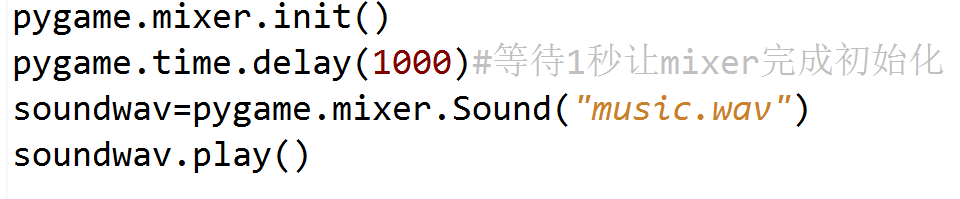 pygame.mixer.init()
pygame.time.delay(1000)#等待1秒让mixer完成初始化
soundwav=pygame.mixer.Sound("music.wav")
soundwav.play()